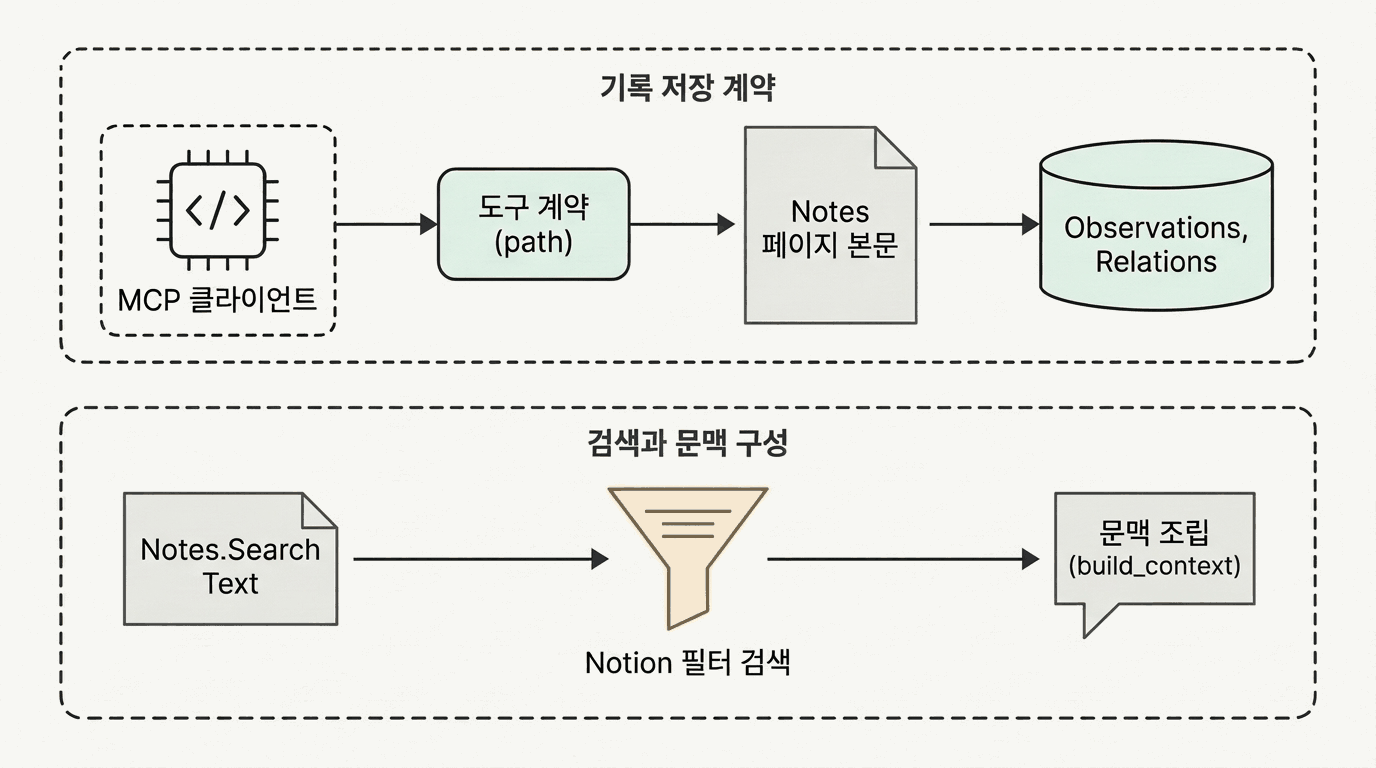 기록 저장 계약
</>
MCP 클라이언트
도구 계약
(path)
Notes
페이지 본문
Observations,
Relations
검색과 문맥 구성
Notes.Search
Text
Notion 필터 검색
문맥 조립
(build_context)